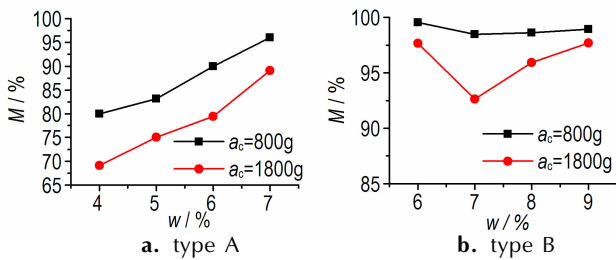 M / %
100
95
90
85
80
75
70
65
a_c=800g
a_c=1800g
4 5 6 7
w / %
a. type A
M / %
100
95
90
85
a_c=800g
a_c=1800g
6 7 8 9
w / %
b. type B